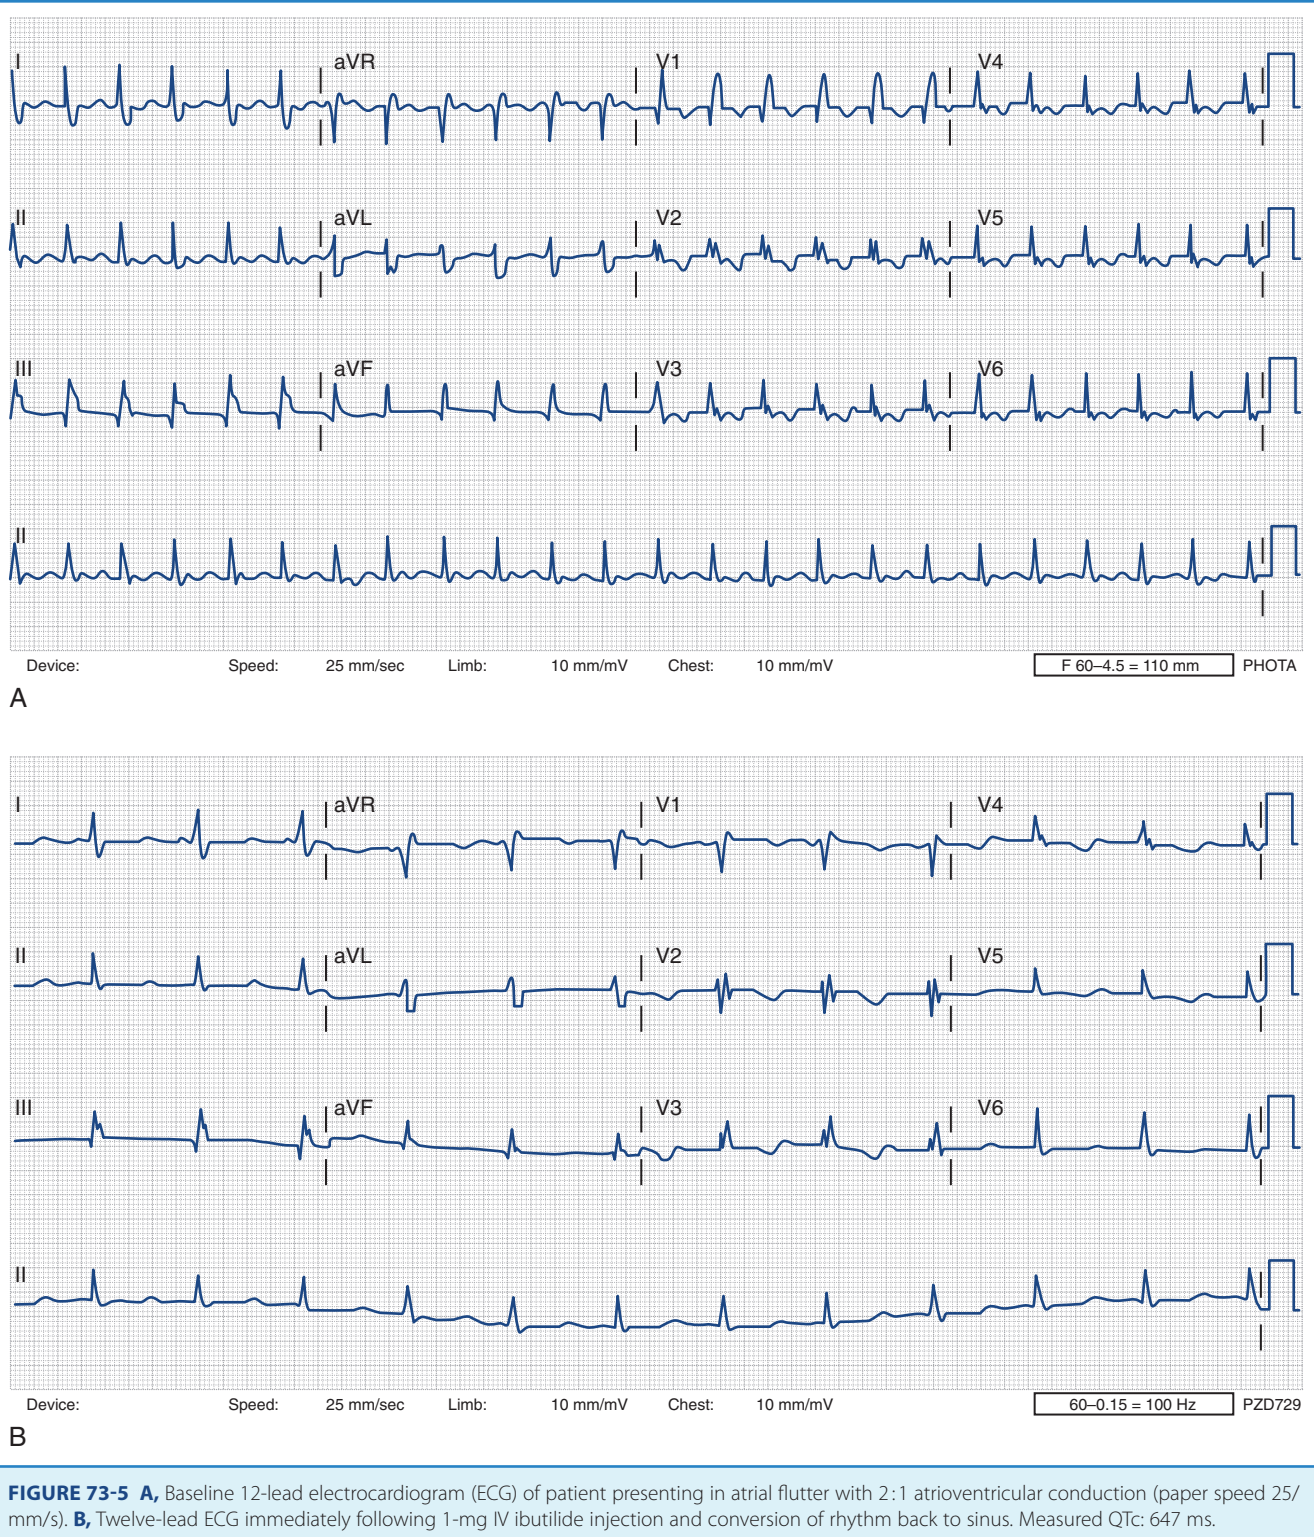 I aVR V1 V4
II aVL V2 V5
III aVF V3 V6
II
Device: Speed: 25 mm/sec Limb: 10 mm/mV Chest: 10 mm/mV F 60–4.5 = 110 mm PHOTA
A
I aVR V1 V4
II aVL V2 V5
III aVF V3 V6
II
Device: Speed: 25 mm/sec Limb: 10 mm/mV Chest: 10 mm/mV 60–0.15 = 100 Hz PZD729
B
FIGURE 73-5 A, Baseline 12-lead electrocardiogram (ECG) of patient presenting in atrial flutter with 2:1 atrioventricular conduction (paper speed 25/
mm/s). B, Twelve-lead ECG immediately following 1-mg IV ibutilide injection and conversion of rhythm back to sinus. Measured QTc: 647 ms.